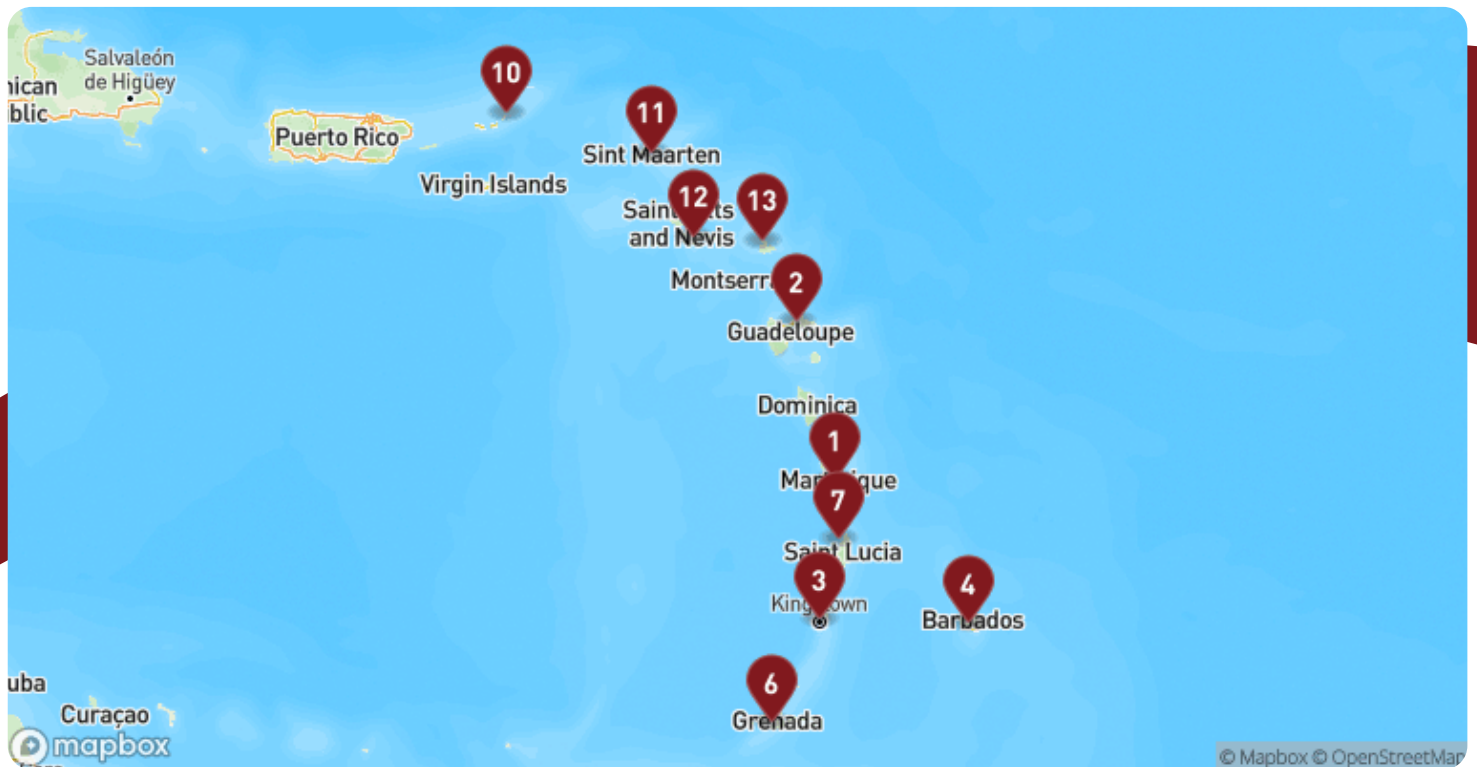 Salvaleón
de Higüey
10
11
Puerto Rico
Sint Maarten
Virgin Islands
12
13
and Nevis
2
Guadeloupe
Dominica
1
7
Saint Lucia
3
4
Barbados
6
Grenada
Curaçao
mapbox
© Mapbox © OpenStreetMap